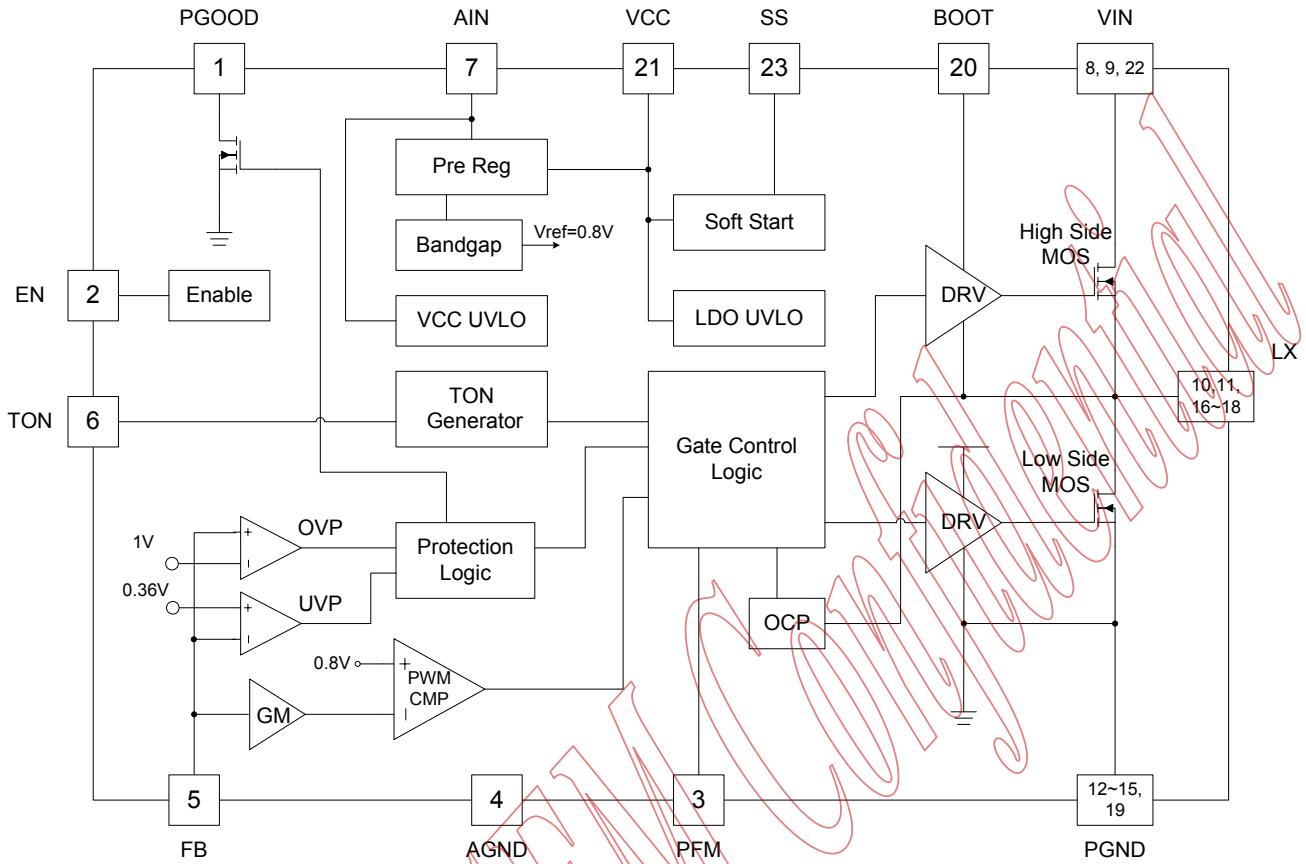 PGOOD
AIN
VCC
SS
BOOT
VIN
1
7
21
23
20
8, 9, 22
Pre Reg
Bandgap
Vref=0.8V
Soft Start
High Side
MOS
EN
2
Enable
VCC UVLO
LDO UVLO
DRV
LX
10,11,
16~18
TON
6
TON
Generator
Gate Control
Logic
Low Side
MOS
DRV
1V
+
-
OVP
Protection
Logic
0.36V
+
-
UVP
OCP
0.8V
+
-
PWM
CMP
GM
5
4
3
12~15,
19
FB
AGND
PFM
PGND
Confidential